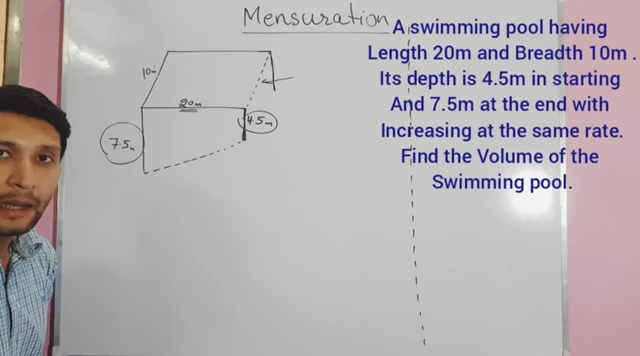 Mensuration
A swimming pool having
Length 20m and Breadth 10m .
Its depth is 4.5m in starting
And 7.5m at the end with
Increasing at the same rate.
Find the Volume of the
Swimming pool.
10m
20m
4.5m
7.5m